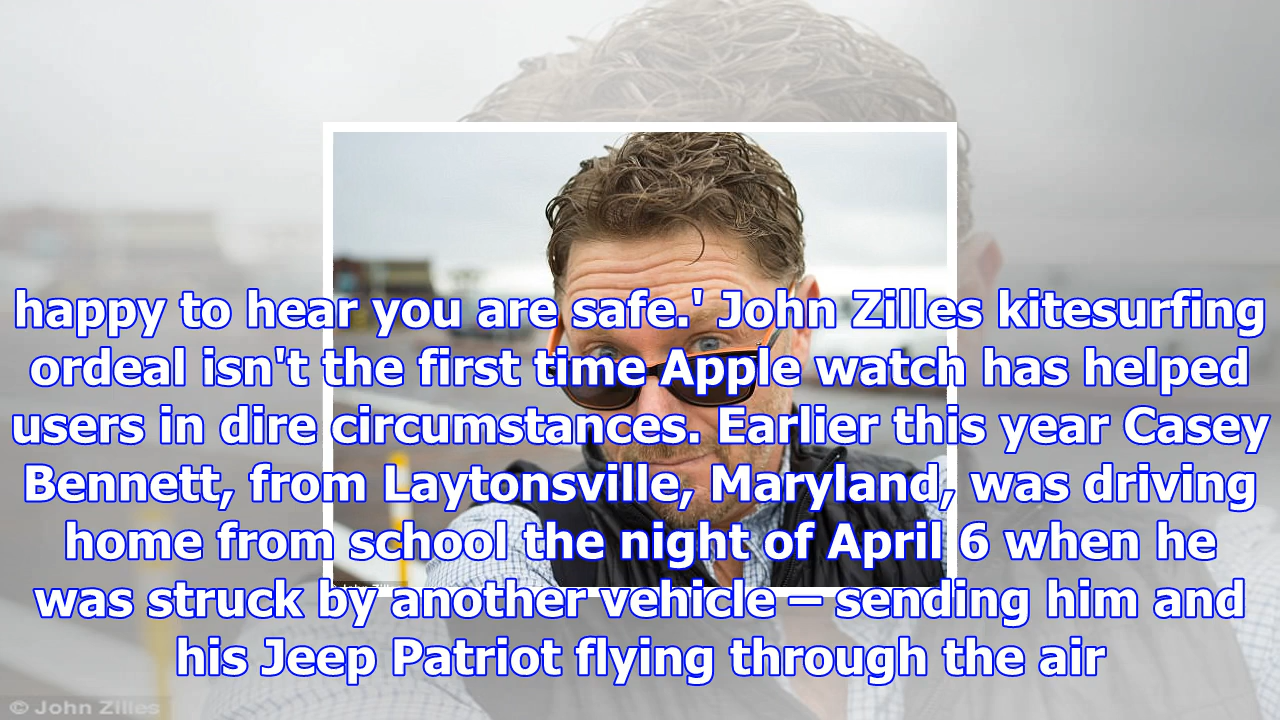 happy to hear you are safe.' John Zilles kitesurfing
ordeal isn't the first time Apple watch has helped
users in dire circumstances. Earlier this year Casey
Bennett, from Laytonsville, Maryland, was driving
home from school the night of April 6 when he
was struck by another vehicle – sending him and
his Jeep Patriot flying through the air
© John Zilles